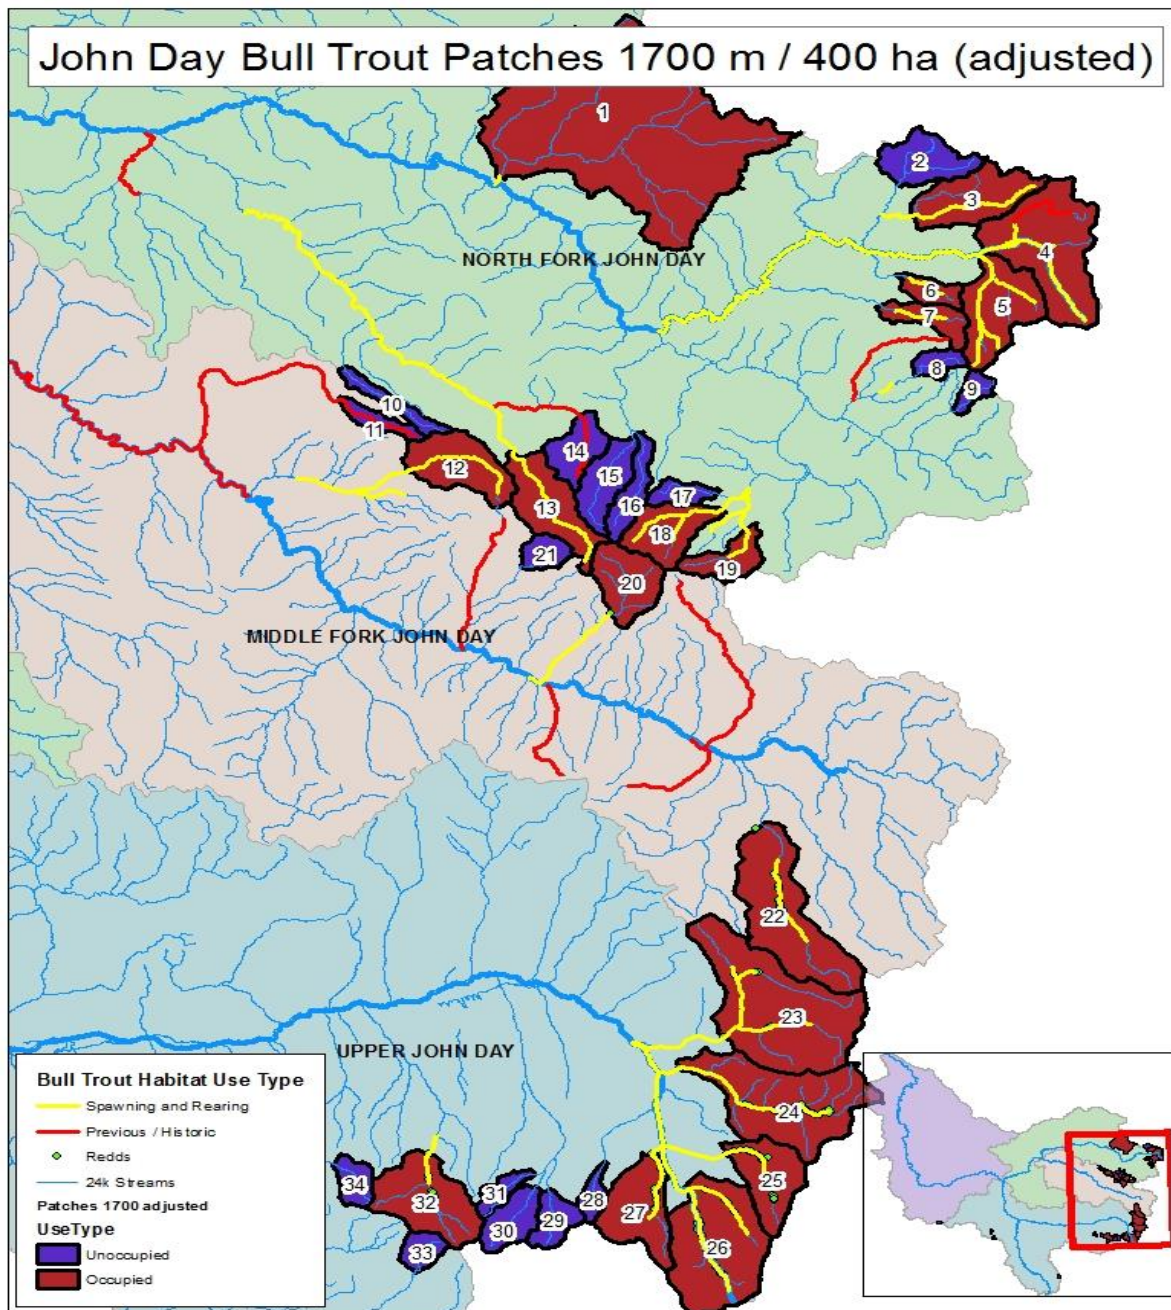 John Day Bull Trout Patches 1700 m / 400 ha (adjusted)
1
2
3
NORTH FORK JOHN DAY
4
6
5
7
8
9
10
11
14
12
15
17
13
16
18
21
19
20
MIDDLE FORK JOHN DAY
22
23
UPPER JOHN DAY
24
25
34
31
28
32
27
30
29
26
33
Bull Trout Habitat Use Type
Spawning and Rearing
Previous / Historic
Redds
24k Streams
Patches 1700 adjusted
UseType
Unoccupied
Occupied